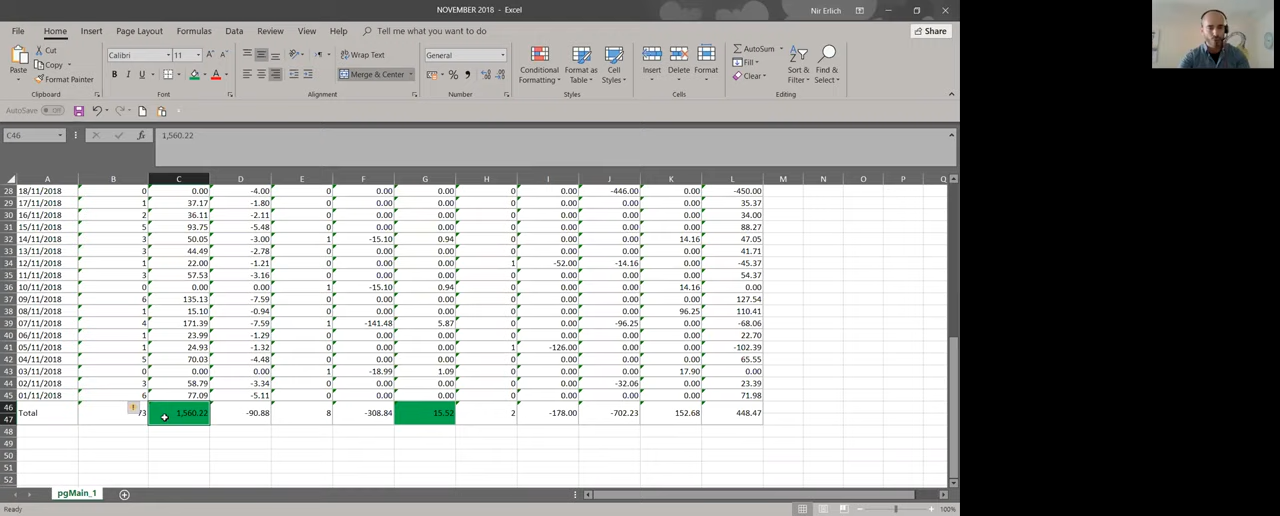 NOVEMBER 2018 - Excel
Nir Erlich
File Home Insert Page Layout Formulas Data Review View Help Tell me what you want to do Share
Paste Cut Copy Format Painter Clipboard
Calibri 11 B I U Font
Wrap Text Merge & Center Alignment
General % Number
Conditional Formatting Format as Table Cell Styles Styles
Insert Delete Format Cells
AutoSum Fill Clear Sort & Filter Find & Select Editing
AutoSave Off
C46 fx 1,560.22
A B C D E F G H I J K L M N O P Q
28 18/11/2018 0 0.00 -4.00 0 0.00 0.00 0 0.00 -446.00 0.00 -450.00
29 17/11/2018 1 37.17 -1.80 0 0.00 0.00 0 0.00 0.00 0.00 35.37
30 16/11/2018 2 36.11 -2.11 0 0.00 0.00 0 0.00 0.00 0.00 34.00
31 15/11/2018 5 93.75 -5.48 0 0.00 0.00 0 0.00 0.00 0.00 88.27
32 14/11/2018 3 50.05 -3.00 1 -15.10 0.94 0 0.00 0.00 14.16 47.05
33 13/11/2018 3 44.49 -2.78 0 0.00 0.00 0 0.00 0.00 0.00 41.71
34 12/11/2018 1 22.00 -1.21 0 0.00 0.00 1 -52.00 -14.16 0.00 -45.37
35 11/11/2018 3 57.53 -3.16 0 0.00 0.00 0 0.00 0.00 0.00 54.37
36 10/11/2018 0 0.00 0.00 1 -15.10 0.94 0 0.00 0.00 14.16 0.00
37 09/11/2018 6 135.13 -7.59 0 0.00 0.00 0 0.00 0.00 0.00 127.54
38 08/11/2018 1 15.10 -0.94 0 0.00 0.00 0 0.00 0.00 96.25 110.41
39 07/11/2018 4 171.39 -7.59 1 -141.48 5.87 0 0.00 -96.25 0.00 -68.06
40 06/11/2018 1 23.99 -1.29 0 0.00 0.00 0 0.00 0.00 0.00 22.70
41 05/11/2018 1 24.93 -1.32 0 0.00 0.00 1 -126.00 0.00 0.00 -102.39
42 04/11/2018 5 70.03 -4.48 0 0.00 0.00 0 0.00 0.00 0.00 65.55
43 03/11/2018 0 0.00 0.00 1 -18.99 1.09 0 0.00 0.00 17.90 0.00
44 02/11/2018 3 58.79 -3.34 0 0.00 0.00 0 0.00 -32.06 0.00 23.39
45 01/11/2018 6 77.09 -5.11 0 0.00 0.00 0 0.00 0.00 0.00 71.98
46
Total 73 1,560.22 -90.88 8 -308.84 15.52 2 -178.00 -702.23 152.68 448.47
47
48
49
50
51
52
pgMain_1
Ready 100%